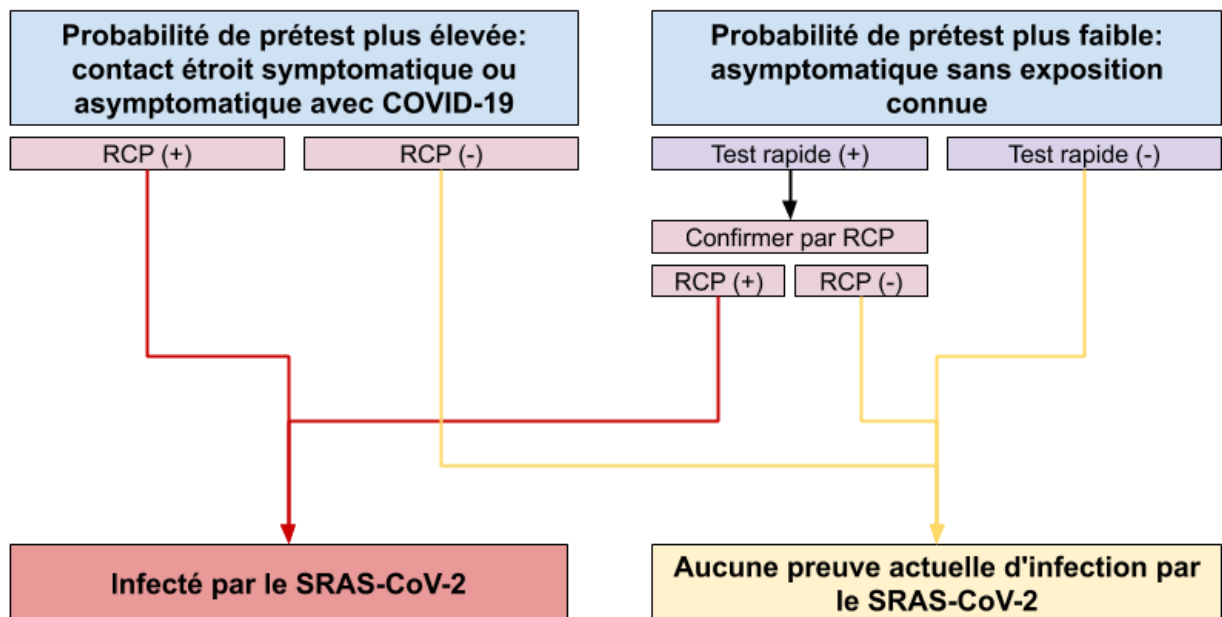 Probabilité de prétest plus élevée:
contact étroit symptomatique ou
asymptomatique avec COVID-19
Probabilité de prétest plus faible:
asymptomatique sans exposition
connue
RCP (+)
RCP (-)
Test rapide (+)
Test rapide (-)
Confirmer par RCP
RCP (+)
RCP (-)
Infecté par le SRAS-CoV-2
Aucune preuve actuelle d'infection par
le SRAS-CoV-2